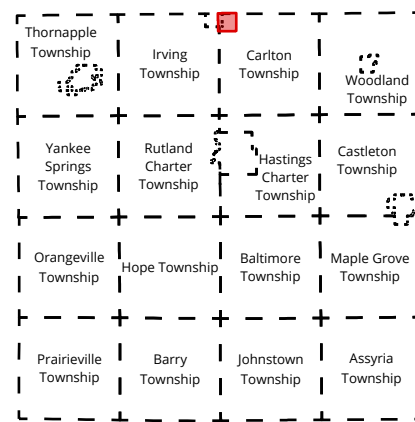 Thornapple
Township
Irving
Township
Carlton
Township
Woodland
Township
Yankee
Springs
Township
Rutland
Charter
Township
Hastings
Charter
Township
Castleton
Township
Orangeville
Township
Hope Township
Baltimore
Township
Maple Grove
Township
Prairieville
Township
Barry
Township
Johnstown
Township
Assyria
Township